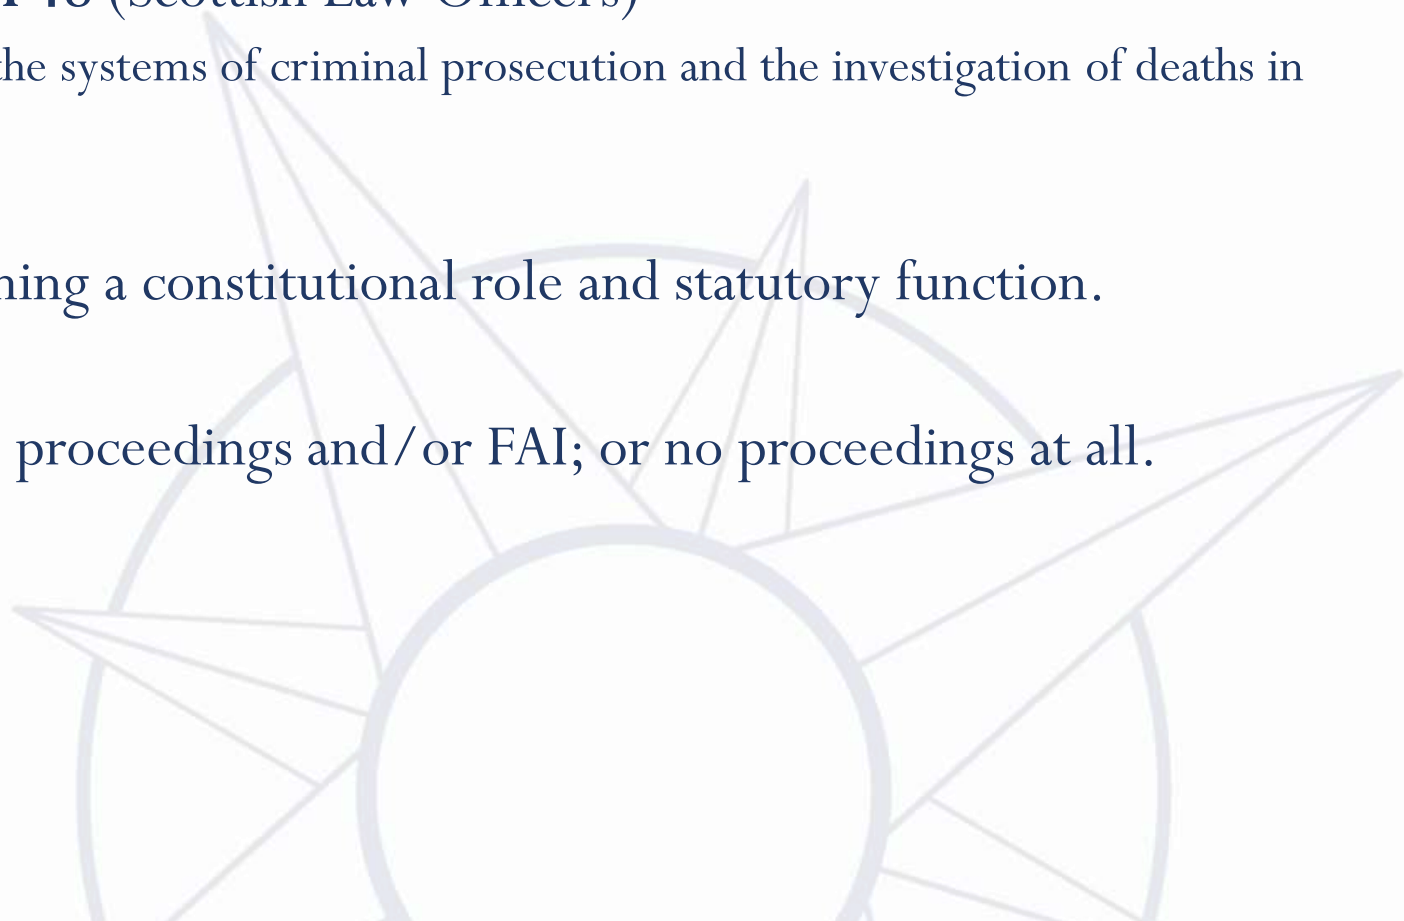 48 (Scottish Law Officers)
the systems of criminal prosecution and the investigation of deaths in
ning a constitutional role and statutory function.
proceedings and/or FAI; or no proceedings at all.